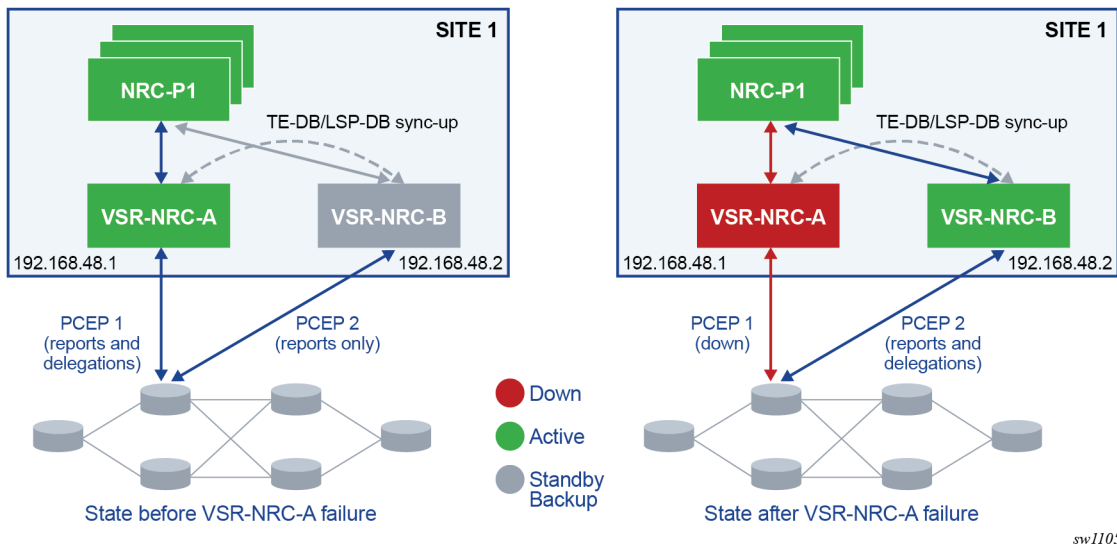 SITE 1
NRC-P1
TE-DB/LSP-DB sync-up
VSR-NRC-A
VSR-NRC-B
192.168.48.1
192.168.48.2
PCEP 1
(reports and
delegations)
PCEP 2
(reports only)
State before VSR-NRC-A failure
Down
Active
Standby
Backup
SITE 1
NRC-P1
TE-DB/LSP-DB sync-up
VSR-NRC-A
VSR-NRC-B
192.168.48.1
192.168.48.2
PCEP 1
(down)
PCEP 2
(reports and
delegations)
State after VSR-NRC-A failure